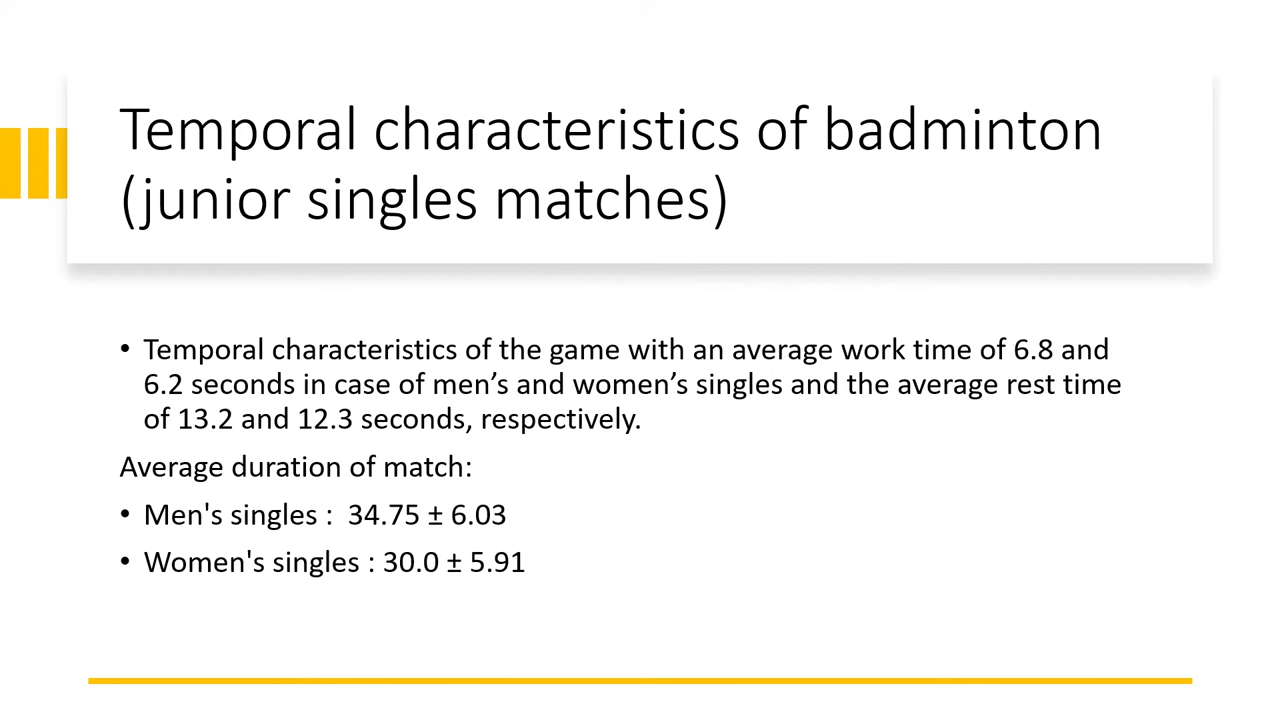 Temporal characteristics of badminton
(junior singles matches)
• Temporal characteristics of the game with an average work time of 6.8 and
6.2 seconds in case of men’s and women’s singles and the average rest time
of 13.2 and 12.3 seconds, respectively.
Average duration of match:
• Men's singles :  34.75 ± 6.03
• Women's singles : 30.0 ± 5.91